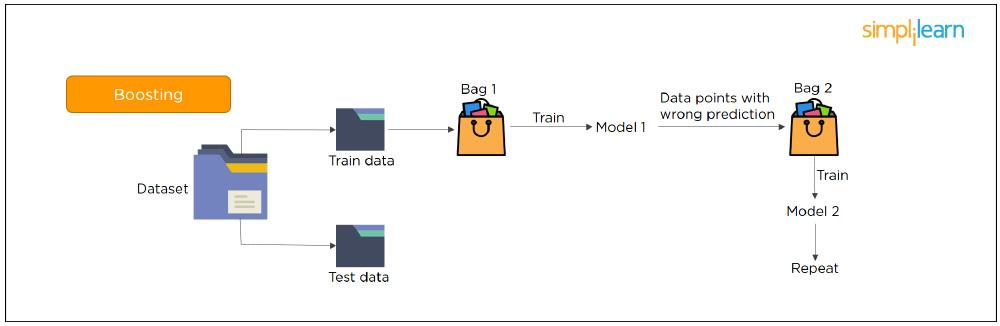 simplilearn
Boosting
Bag 1
Bag 2
Data points with
wrong prediction
Train
Model 1
Train data
Train
Dataset
Model 2
Test data
Repeat